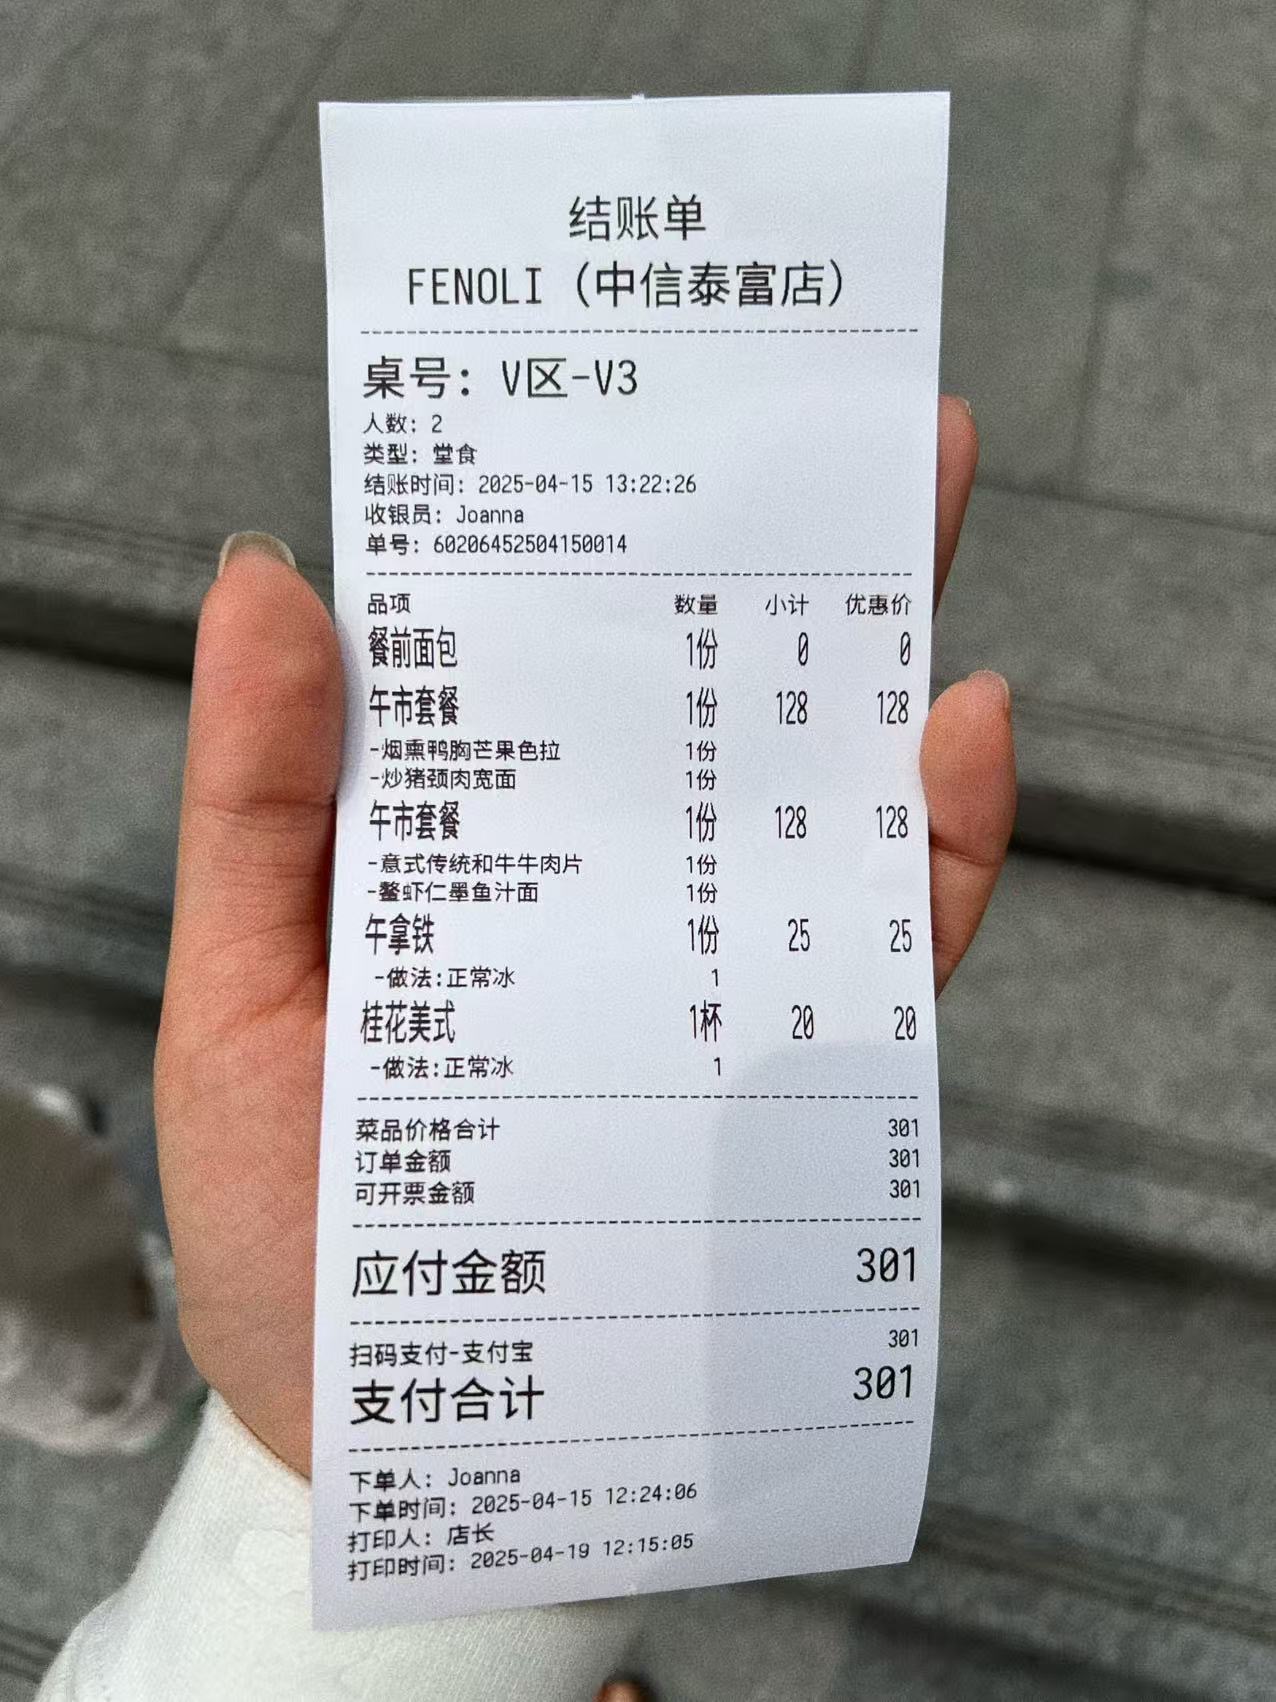 结账单
FENOLI（中信泰富店）
桌号：V区-V3
人数：2
类型：堂食
结账时间：2025-04-15 13:22:26
收银员：Joanna
单号：602064525041500​14
品项 数量 小计 优惠价
餐前面包 1份 0 0
午市套餐 1份 128 128
-烟熏鸭胸芒果色拉 1份
-炒猪颈肉宽面 1份
午市套餐 1份 128 128
-意式传统和牛牛肉片 1份
-鳌虾仁墨鱼汁面 1份
午拿铁 1份 25 25
-做法:正常冰 1
桂花美式 1杯 20 20
-做法:正常冰 1
菜品价格合计 301
订单金额 301
可开票金额 301
应付金额 301
扫码支付-支付宝 301
支付合计 301
下单人：Joanna
下单时间：2025-04-15 12:24:06
打印人：店长
打印时间：2025-04-19 12:15:05